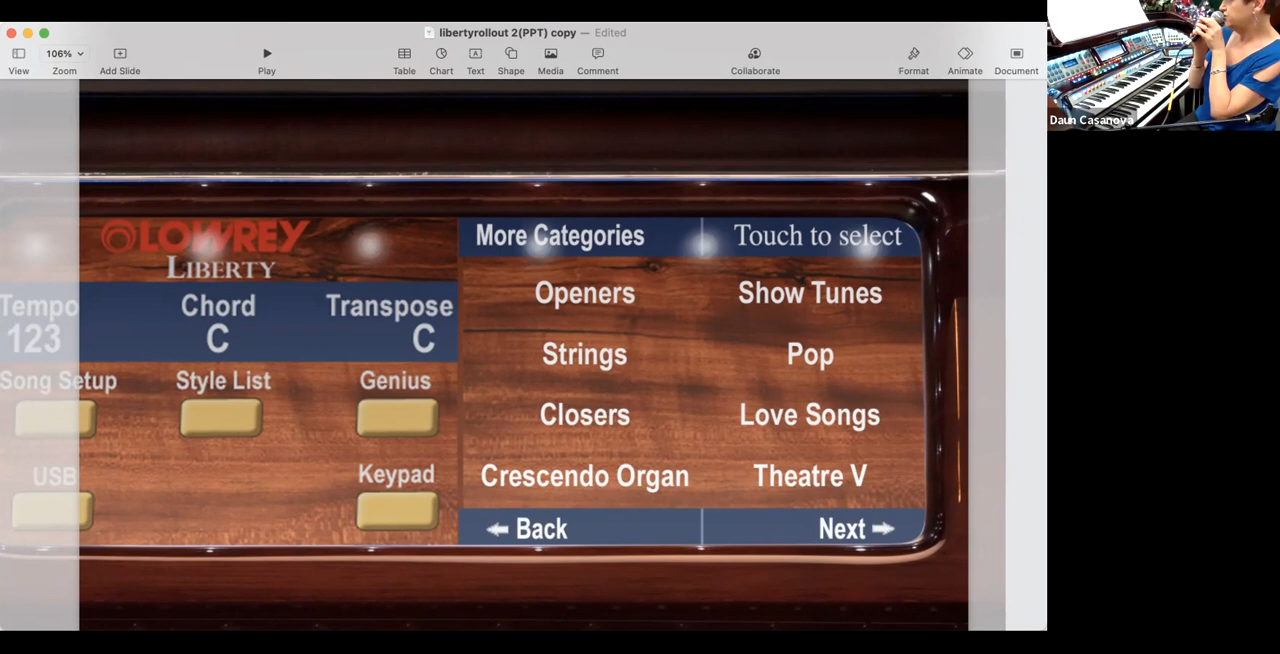 libertyrollout 2(PPT) copy — Edited
106%
View Zoom Add Slide Play Table Chart Text Shape Media Comment Collaborate Format Animate Document
Daun Casanova
LOWREY
LIBERTY
Tempo Chord Transpose
123 C C
Song Setup Style List Genius
USB Keypad
More Categories Touch to select
Openers Show Tunes
Strings Pop
Closers Love Songs
Crescendo Organ Theatre V
Back Next